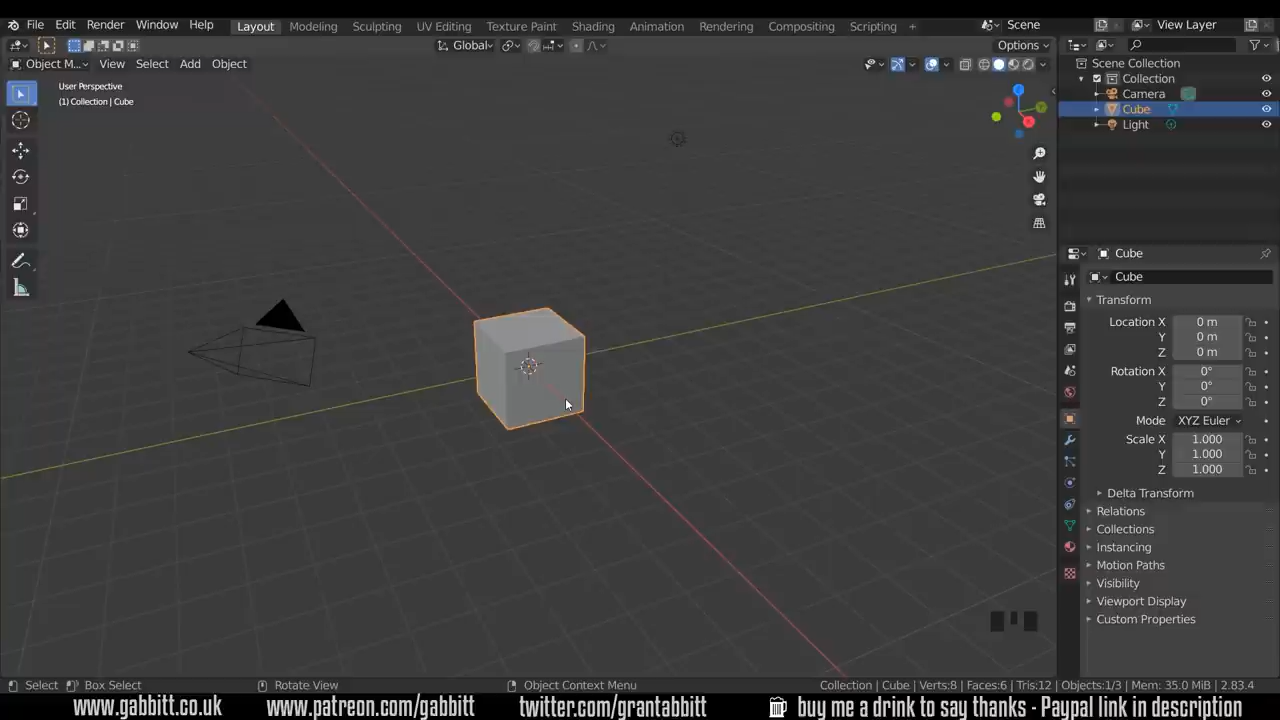 File Edit Render Window Help Layout Modeling Sculpting UV Editing Texture Paint Shading Animation Rendering Compositing Scripting + Scene View Layer
Global Options
Object M... View Select Add Object
User Perspective
(1) Collection | Cube
Scene Collection
Collection
Camera
Cube
Light
Cube
Cube
Transform
Location X 0 m
Y 0 m
Z 0 m
Rotation X 0°
Y 0°
Z 0°
Mode XYZ Euler
Scale X 1.000
Y 1.000
Z 1.000
Delta Transform
Relations
Collections
Instancing
Motion Paths
Visibility
Viewport Display
Custom Properties
Select Box Select Rotate View Object Context Menu Collection | Cube | Verts:8 | Faces:6 | Tris:12 | Objects:1/3 | Mem: 35.0 MiB | 2.83.4
www.gabbitt.co.uk www.patreon.com/gabbitt twitter.com/grantabbitt buy me a drink to say thanks - Paypal link in description